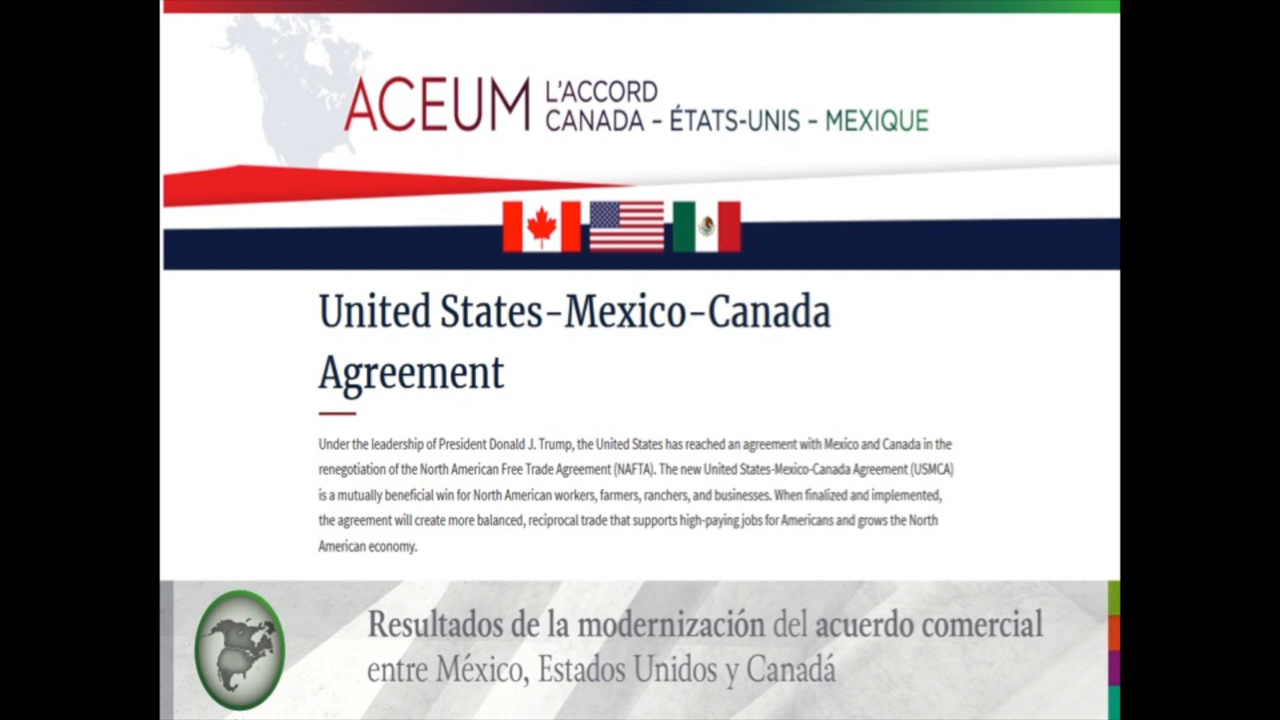 ACEUM
L'ACCORD
CANADA – ÉTATS-UNIS – MEXIQUE
United States-Mexico-Canada
Agreement
Under the leadership of President Donald J. Trump, the United States has reached an agreement with Mexico and Canada in the
renegotiation of the North American Free Trade Agreement (NAFTA). The new United States-Mexico-Canada Agreement (USMCA)
is a mutually beneficial win for North American workers, farmers, ranchers, and businesses. When finalized and implemented,
the agreement will create more balanced, reciprocal trade that supports high-paying jobs for Americans and grows the North
American economy.
Resultados de la modernización del acuerdo comercial
entre México, Estados Unidos y Canadá